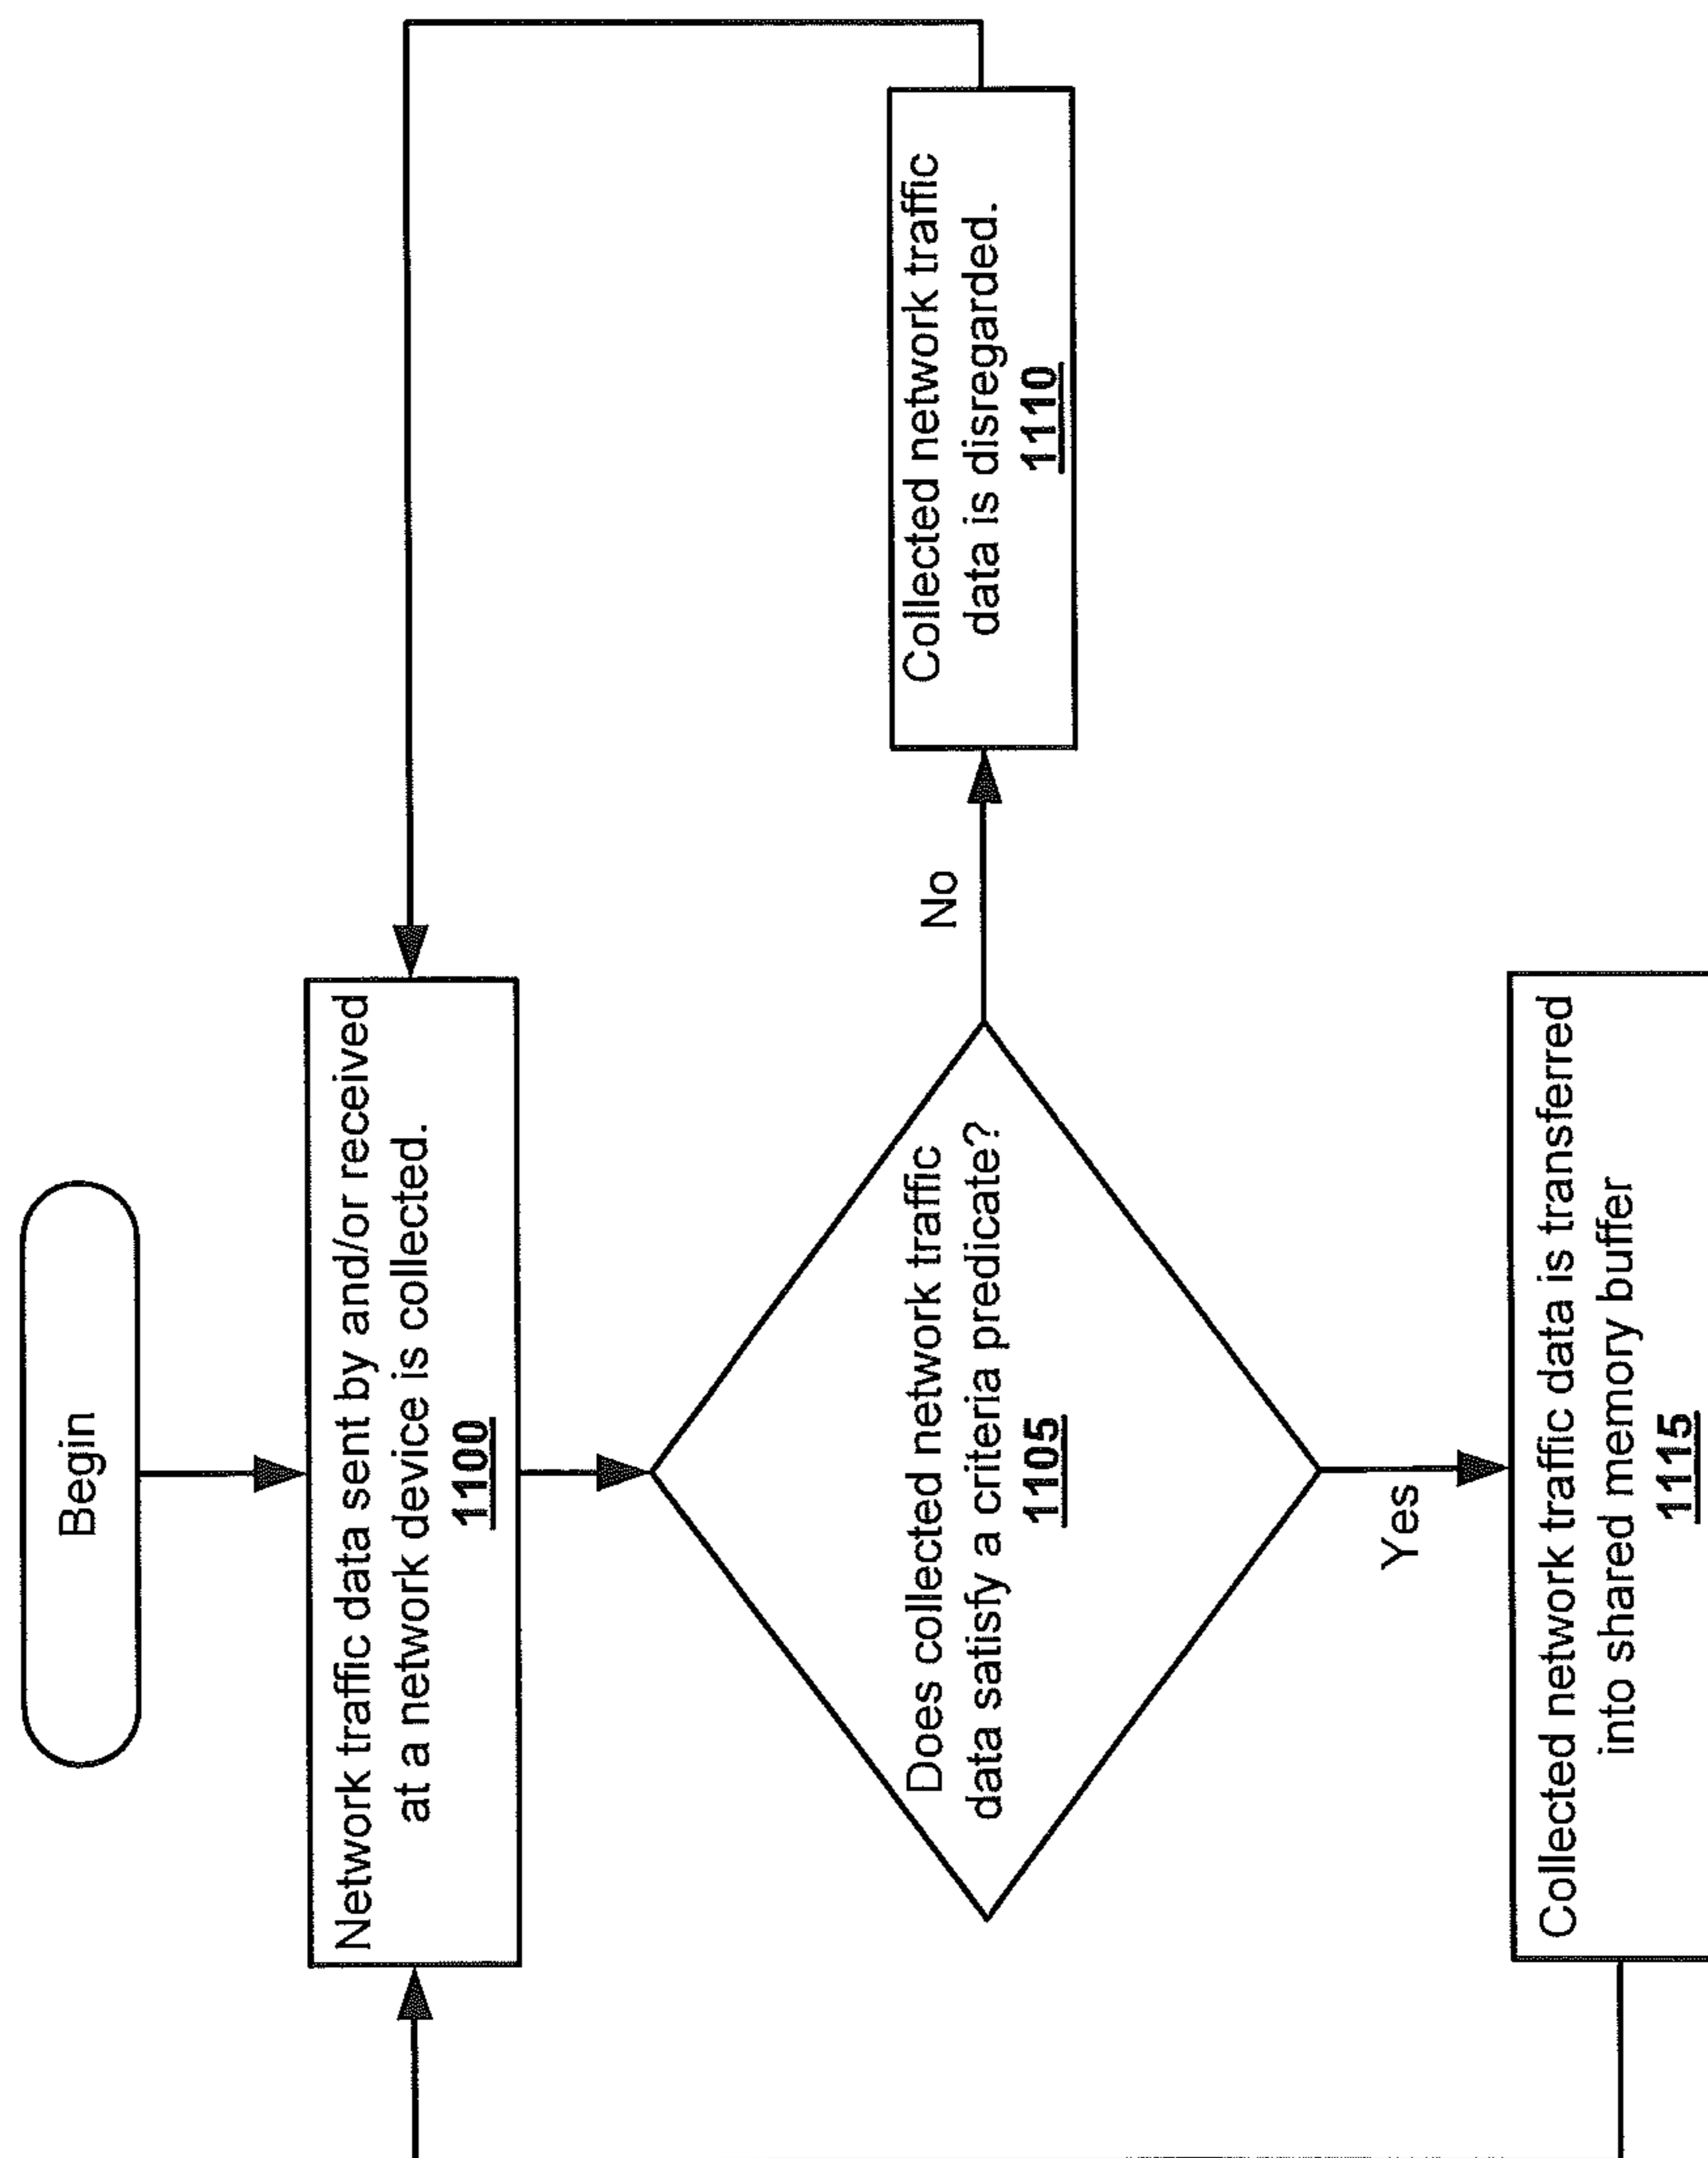 Begin
Network traffic data sent by and/or received
at a network device is collected.
1100
Does collected network traffic
data satisfy a criteria predicate?
1105
No
Collected network traffic
data is disregarded.
1110
Yes
Collected network traffic data is transferred
into shared memory buffer
1115